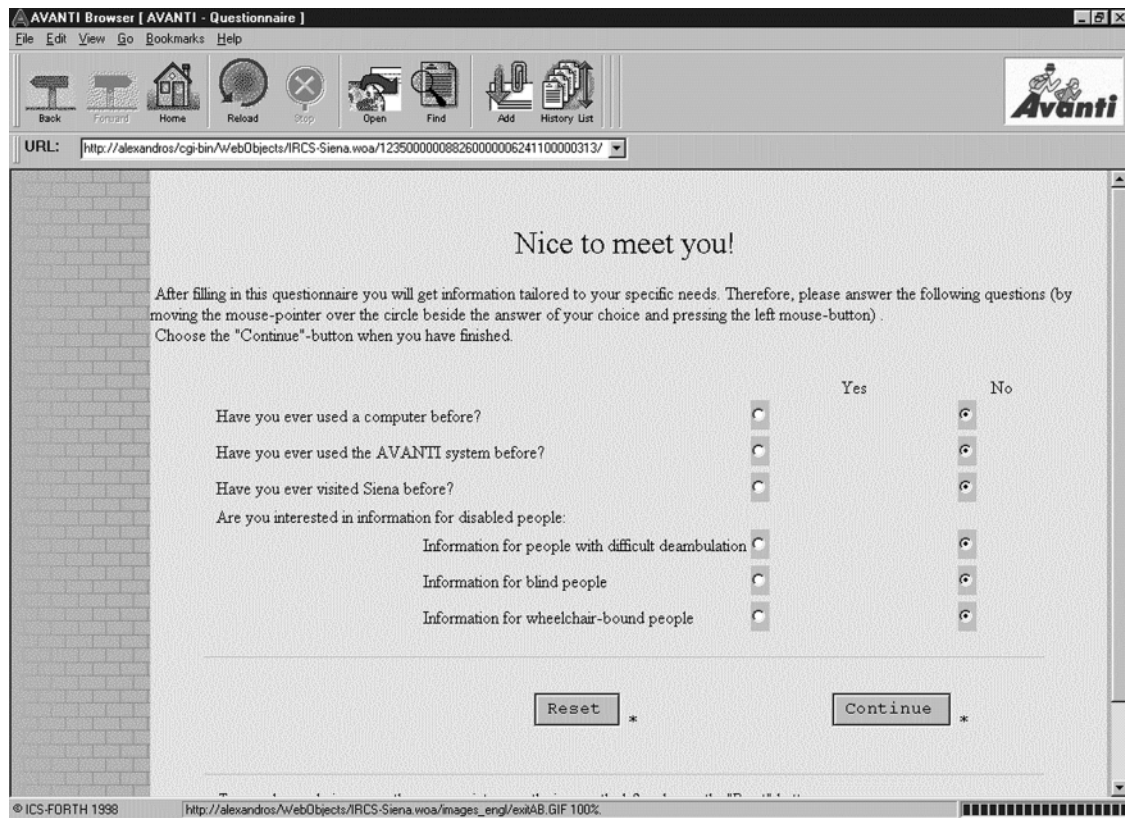 AVANTI Browser [ AVANTI - Questionnaire ]
File Edit View Go Bookmarks Help
Back Forward Home Reload Stop Open Find Add History List
Avanti
URL: http://alexandros/cgi-bin/WebObjects/IRCS-Siena.woa/123500000088260000006241100000313/
Nice to meet you!
After filling in this questionnaire you will get information tailored to your specific needs. Therefore, please answer the following questions (by
moving the mouse-pointer over the circle beside the answer of your choice and pressing the left mouse-button) .
Choose the "Continue"-button when you have finished.
Yes No
Have you ever used a computer before?
Have you ever used the AVANTI system before?
Have you ever visited Siena before?
Are you interested in information for disabled people:
Information for people with difficult deambulation
Information for blind people
Information for wheelchair-bound people
Reset * Continue *
© ICS-FORTH 1998 http://alexandros/WebObjects/IRCS-Siena.woa/images_engl/exitAB.GIF 100%.